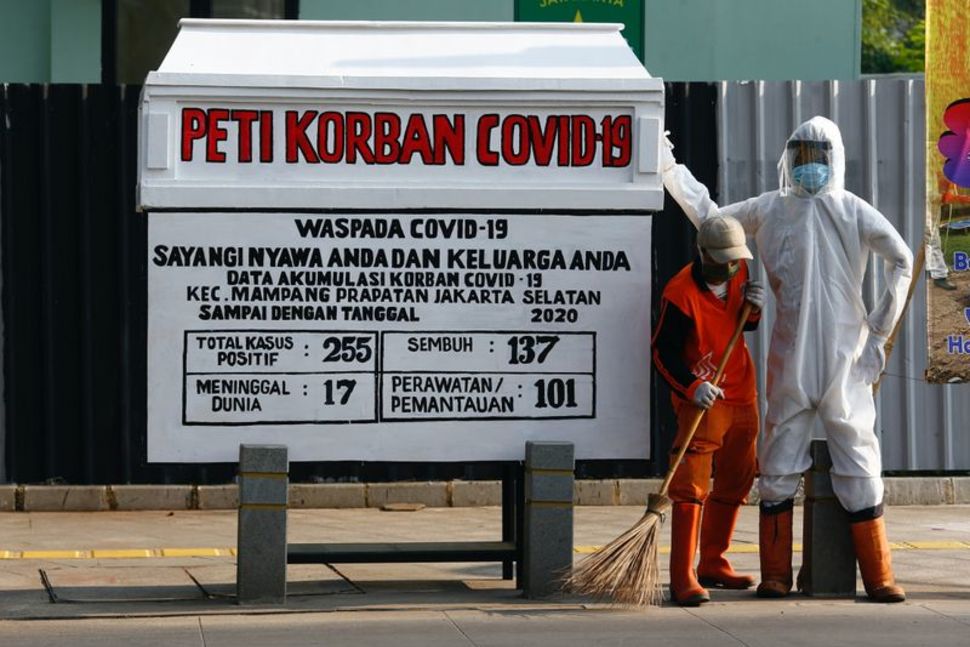 PETI KORBAN COVID-19
WASPADA COVID-19
SAYANGI NYAWA ANDA DAN KELUARGA ANDA
DATA AKUMULASI KORBAN COVID-19
KEC. MAMPANG PRAPATAN JAKARTA SELATAN
SAMPAI DENGAN TANGGAL 2020
TOTAL KASUS POSITIF : 255
SEMBUH : 137
MENINGGAL DUNIA : 17
PERAWATAN/ PEMANTAUAN : 101